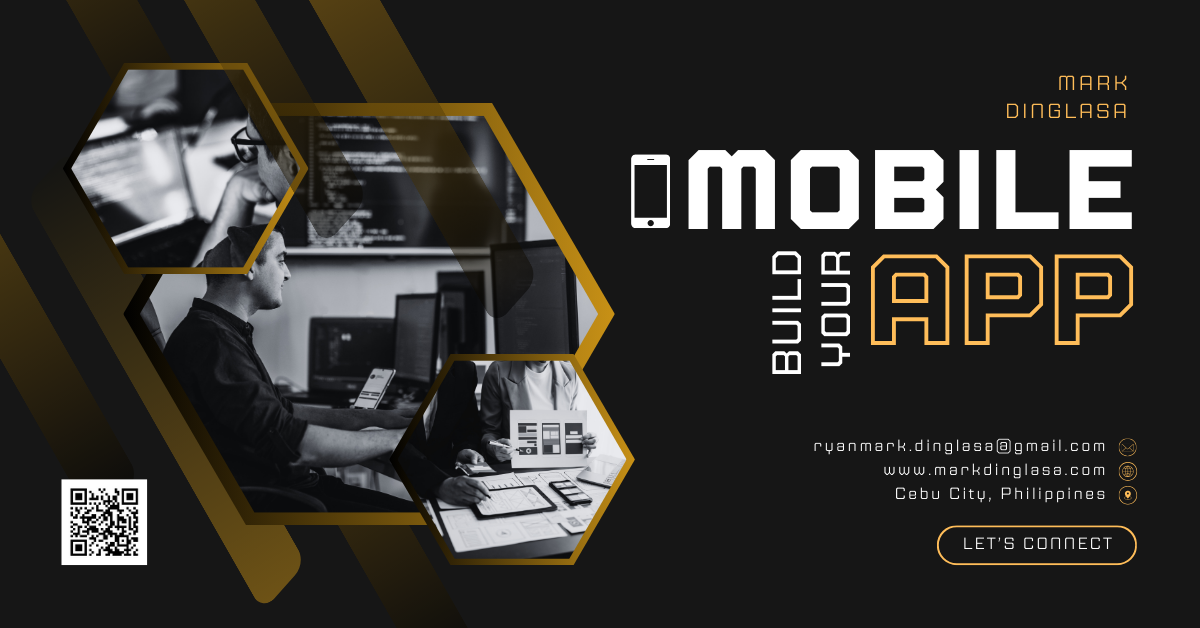 MARK
DINGLASA
MOBILE
BUILD
YOUR
APP
ryanmark.dinglasa@gmail.com
www.markdinglasa.com
Cebu City, Philippines
LET'S CONNECT